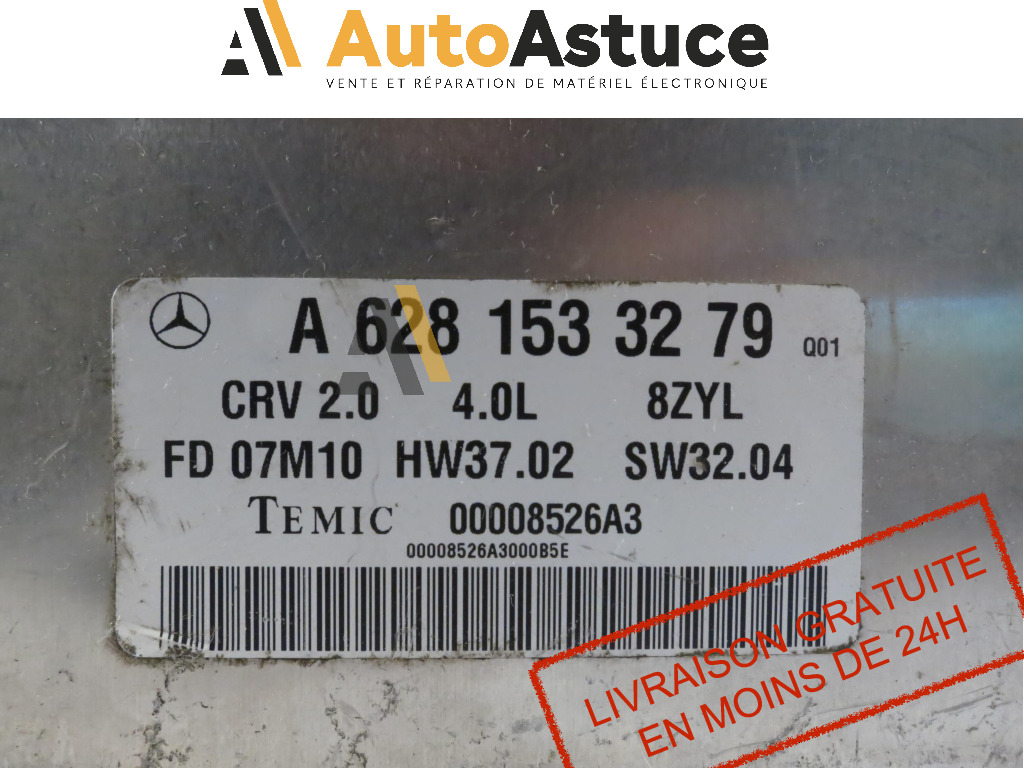 AutoAstuce
VENTE ET RÉPARATION DE MATÉRIEL ÉLECTRONIQUE
A 628 153 32 79 Q01
CRV 2.0 4.0L 8ZYL
FD 07M10 HW37.02 SW32.04
TEMIC 00008526A3
00008526A3000B5E
LIVRAISON GRATUITE
EN MOINS DE 24H